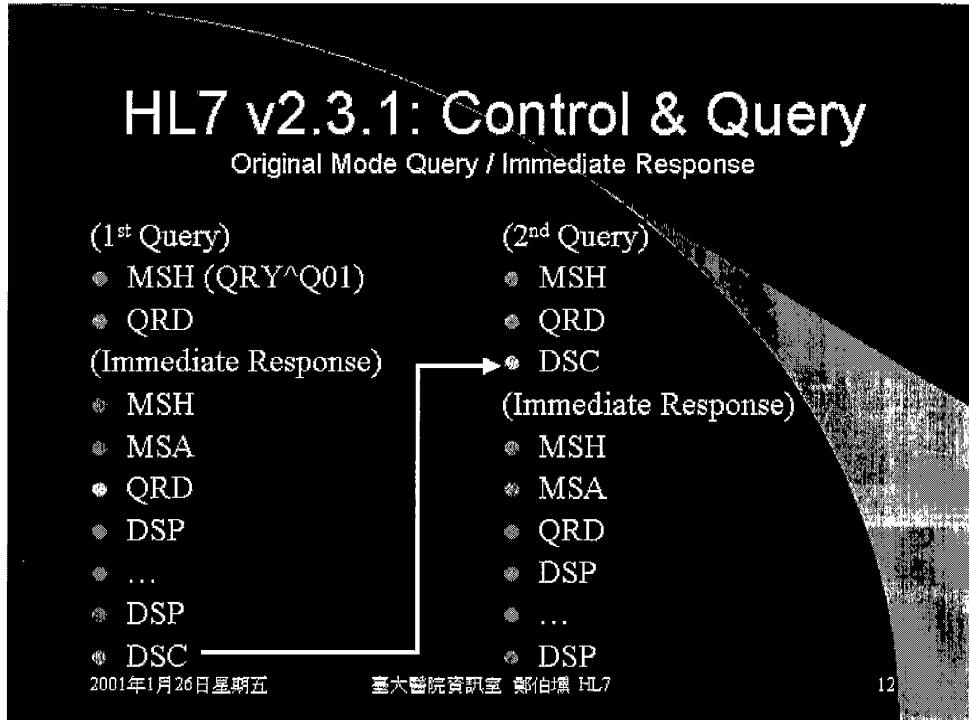 HL7 v2.3.1: Control & Query
Original Mode Query / Immediate Response
(1st Query)
MSH (QRY^Q01)
QRD
(Immediate Response)
MSH
MSA
QRD
DSP
…
DSP
DSC
(2nd Query)
MSH
QRD
DSC
(Immediate Response)
MSH
MSA
QRD
DSP
…
DSP
2001年1月26日星期五
臺大醫院資訊室 鄭伯壎 HL7
12